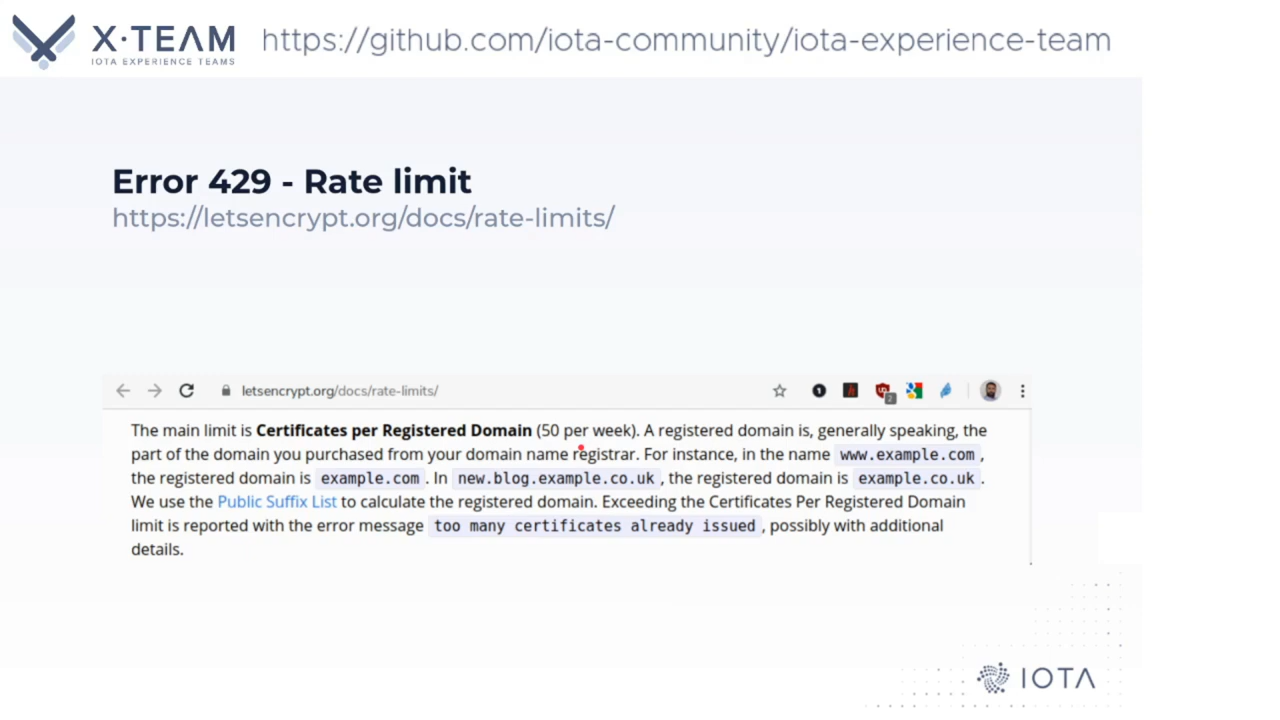 X·TEAM
IOTA EXPERIENCE TEAMS
https://github.com/iota-community/iota-experience-team
Error 429 - Rate limit
https://letsencrypt.org/docs/rate-limits/
letsencrypt.org/docs/rate-limits/
The main limit is Certificates per Registered Domain (50 per week). A registered domain is, generally speaking, the
part of the domain you purchased from your domain name registrar. For instance, in the name www.example.com,
the registered domain is example.com. In new.blog.example.co.uk, the registered domain is example.co.uk.
We use the Public Suffix List to calculate the registered domain. Exceeding the Certificates Per Registered Domain
limit is reported with the error message too many certificates already issued, possibly with additional
details.
IOTA